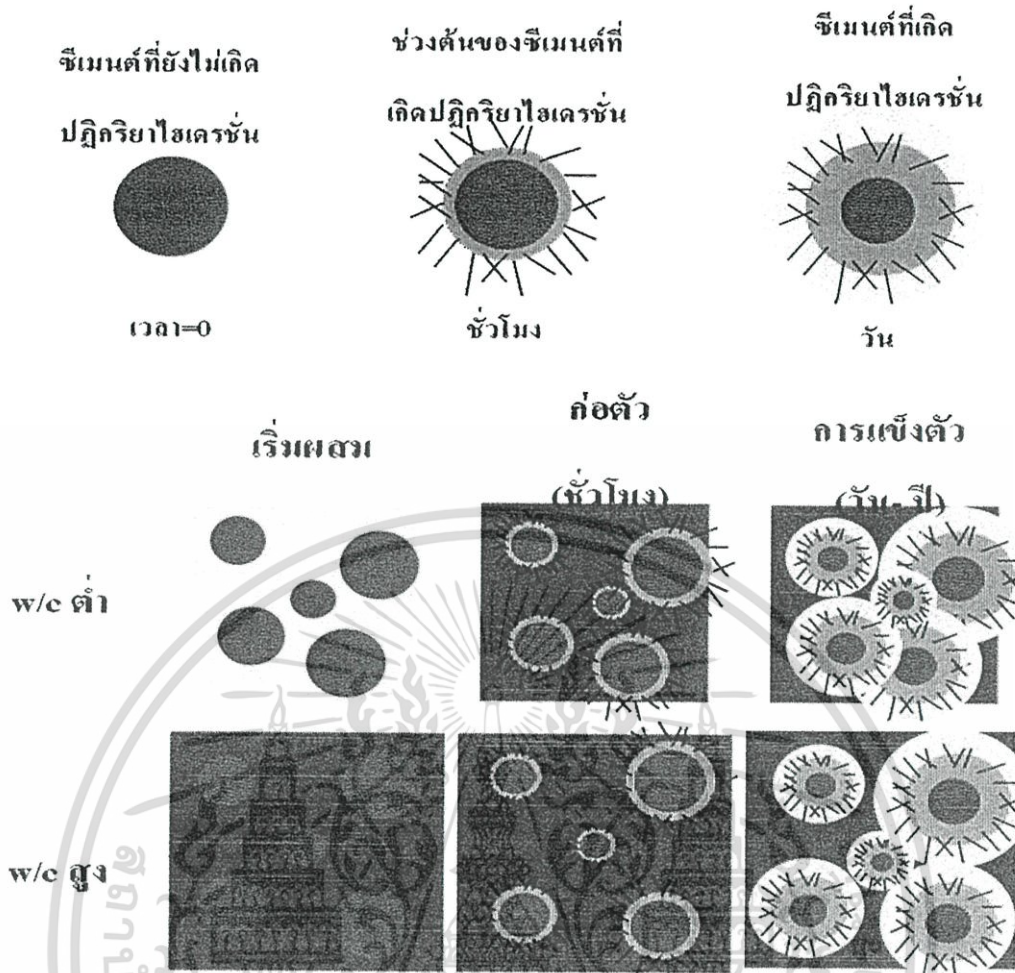 ซีเมนต์ที่ยังไม่เกิด
ปฏิกริยาไฮเดรชั่น
ช่วงต้นของซีเมนต์ที่
เกิดปฏิกริยาไฮเดรชั่น
ซีเมนต์ที่เกิด
ปฏิกริยาไฮเดรชั่น
เวลา=0
ชั่วโมง
วัน
เริ่มผสม
ก่อตัว
(ชั่วโมง)
การแข็งตัว
(วัน- ปี)
w/c ต่ำ
w/c สูง